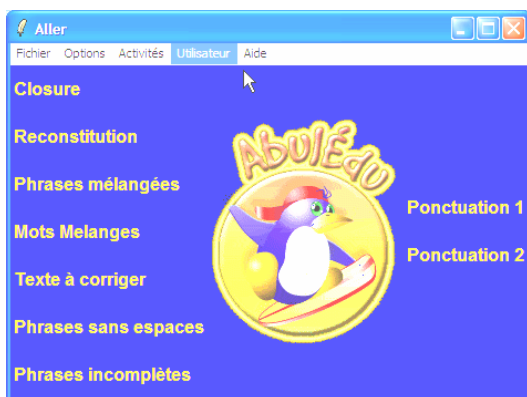 Aller
Fichier Options Activités Utilisateur Aide
Closure
Reconstitution
Phrases mélangées
Mots Melanges
Texte à corriger
Phrases sans espaces
Phrases incomplètes
AbulÉdu
Ponctuation 1
Ponctuation 2